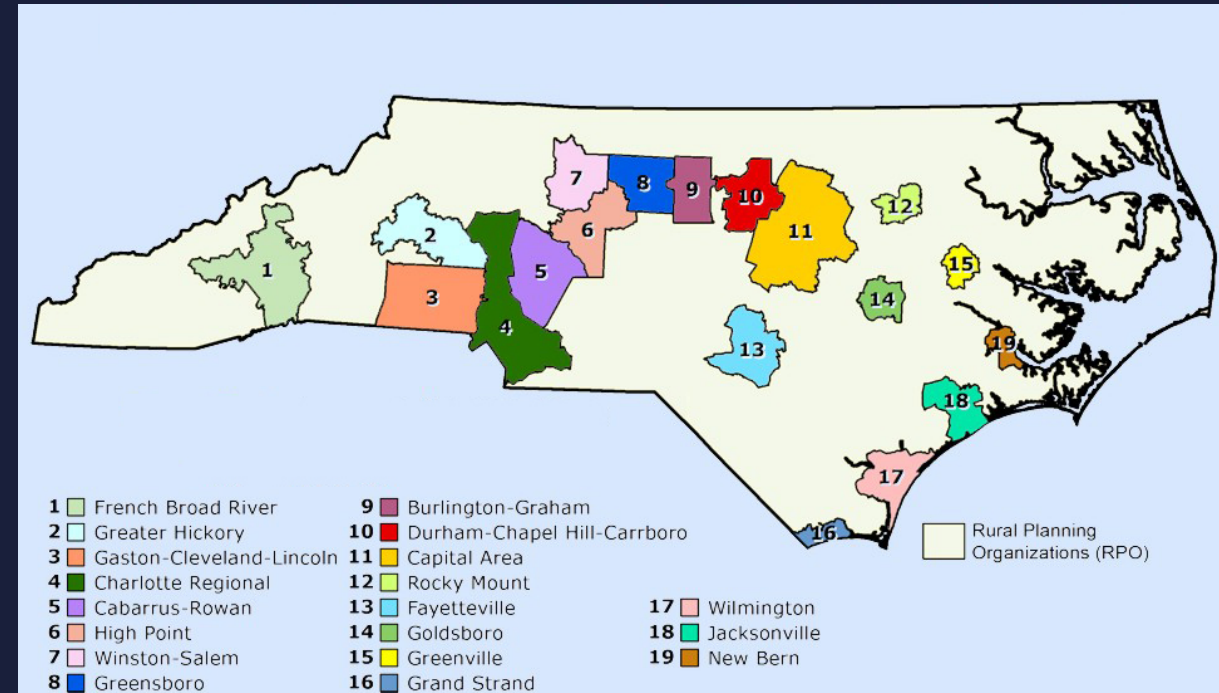 7
8
9
10
12
11
6
2
15
1
5
3
14
4
13
19
18
17
16
1 French Broad River
2 Greater Hickory
3 Gaston-Cleveland-Lincoln
4 Charlotte Regional
5 Cabarrus-Rowan
6 High Point
7 Winston-Salem
8 Greensboro
9 Burlington-Graham
10 Durham-Chapel Hill-Carrboro
11 Capital Area
12 Rocky Mount
13 Fayetteville
14 Goldsboro
15 Greenville
16 Grand Strand
17 Wilmington
18 Jacksonville
19 New Bern
Rural Planning
Organizations (RPO)